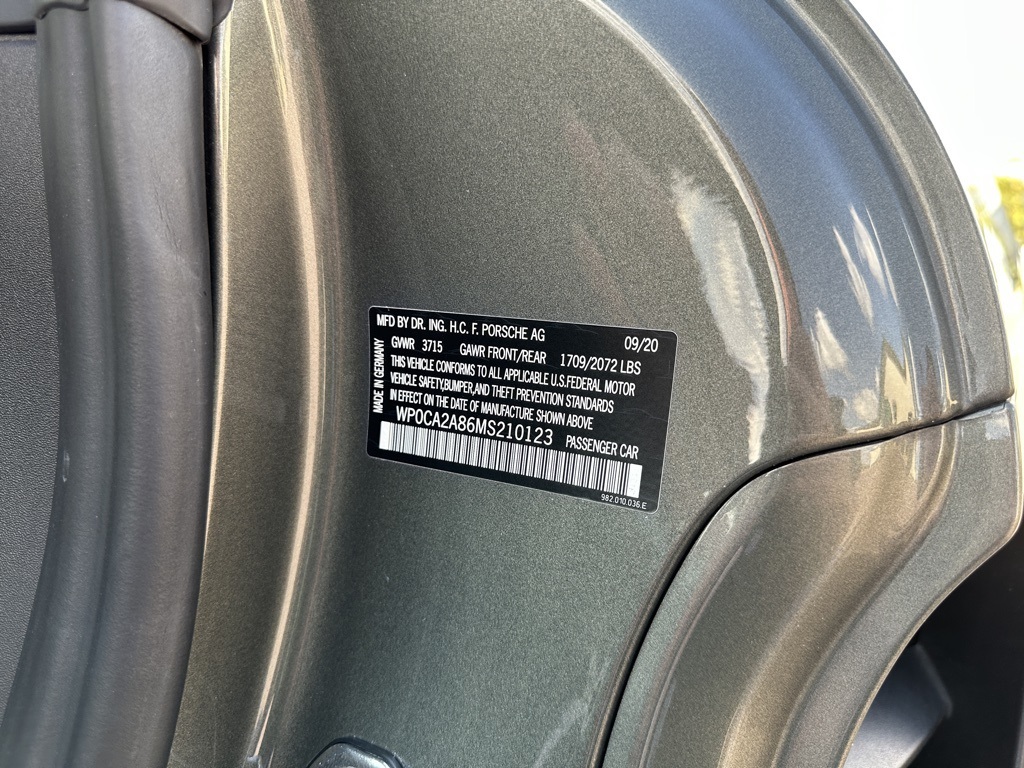 MFD BY DR. ING. H.C. F. PORSCHE AG 09/20
GVWR 3715 GAWR FRONT/REAR 1709/2072 LBS
THIS VEHICLE CONFORMS TO ALL APPLICABLE U.S.FEDERAL MOTOR
VEHICLE SAFETY,BUMPER,AND THEFT PREVENTION STANDARDS
IN EFFECT ON THE DATE OF MANUFACTURE SHOWN ABOVE
WP0CA2A86MS210123 PASSENGER CAR
982.010.036.E
MADE IN GERMANY